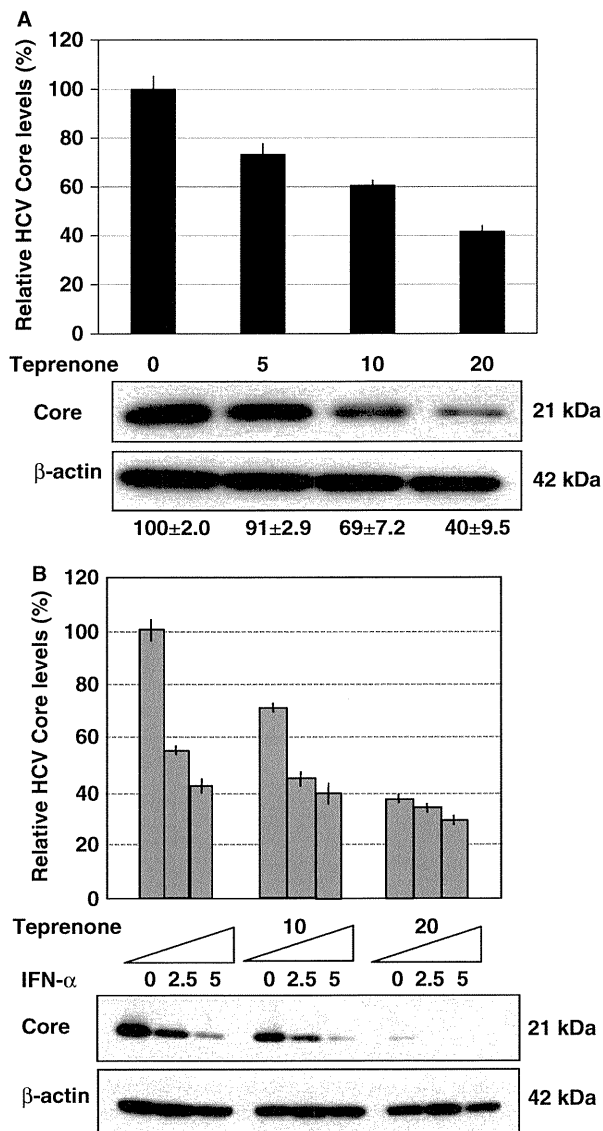 A
Relative HCV Core levels (%)
120
100
80
60
40
20
0
Teprenone 0 5 10 20
Core 21 kDa
β-actin 42 kDa
100±2.0 91±2.9 69±7.2 40±9.5
B
Relative HCV Core levels (%)
120
100
80
60
40
20
0
Teprenone 10 20
IFN-α 0 2.5 5 0 2.5 5 0 2.5 5
Core 21 kDa
β-actin 42 kDa